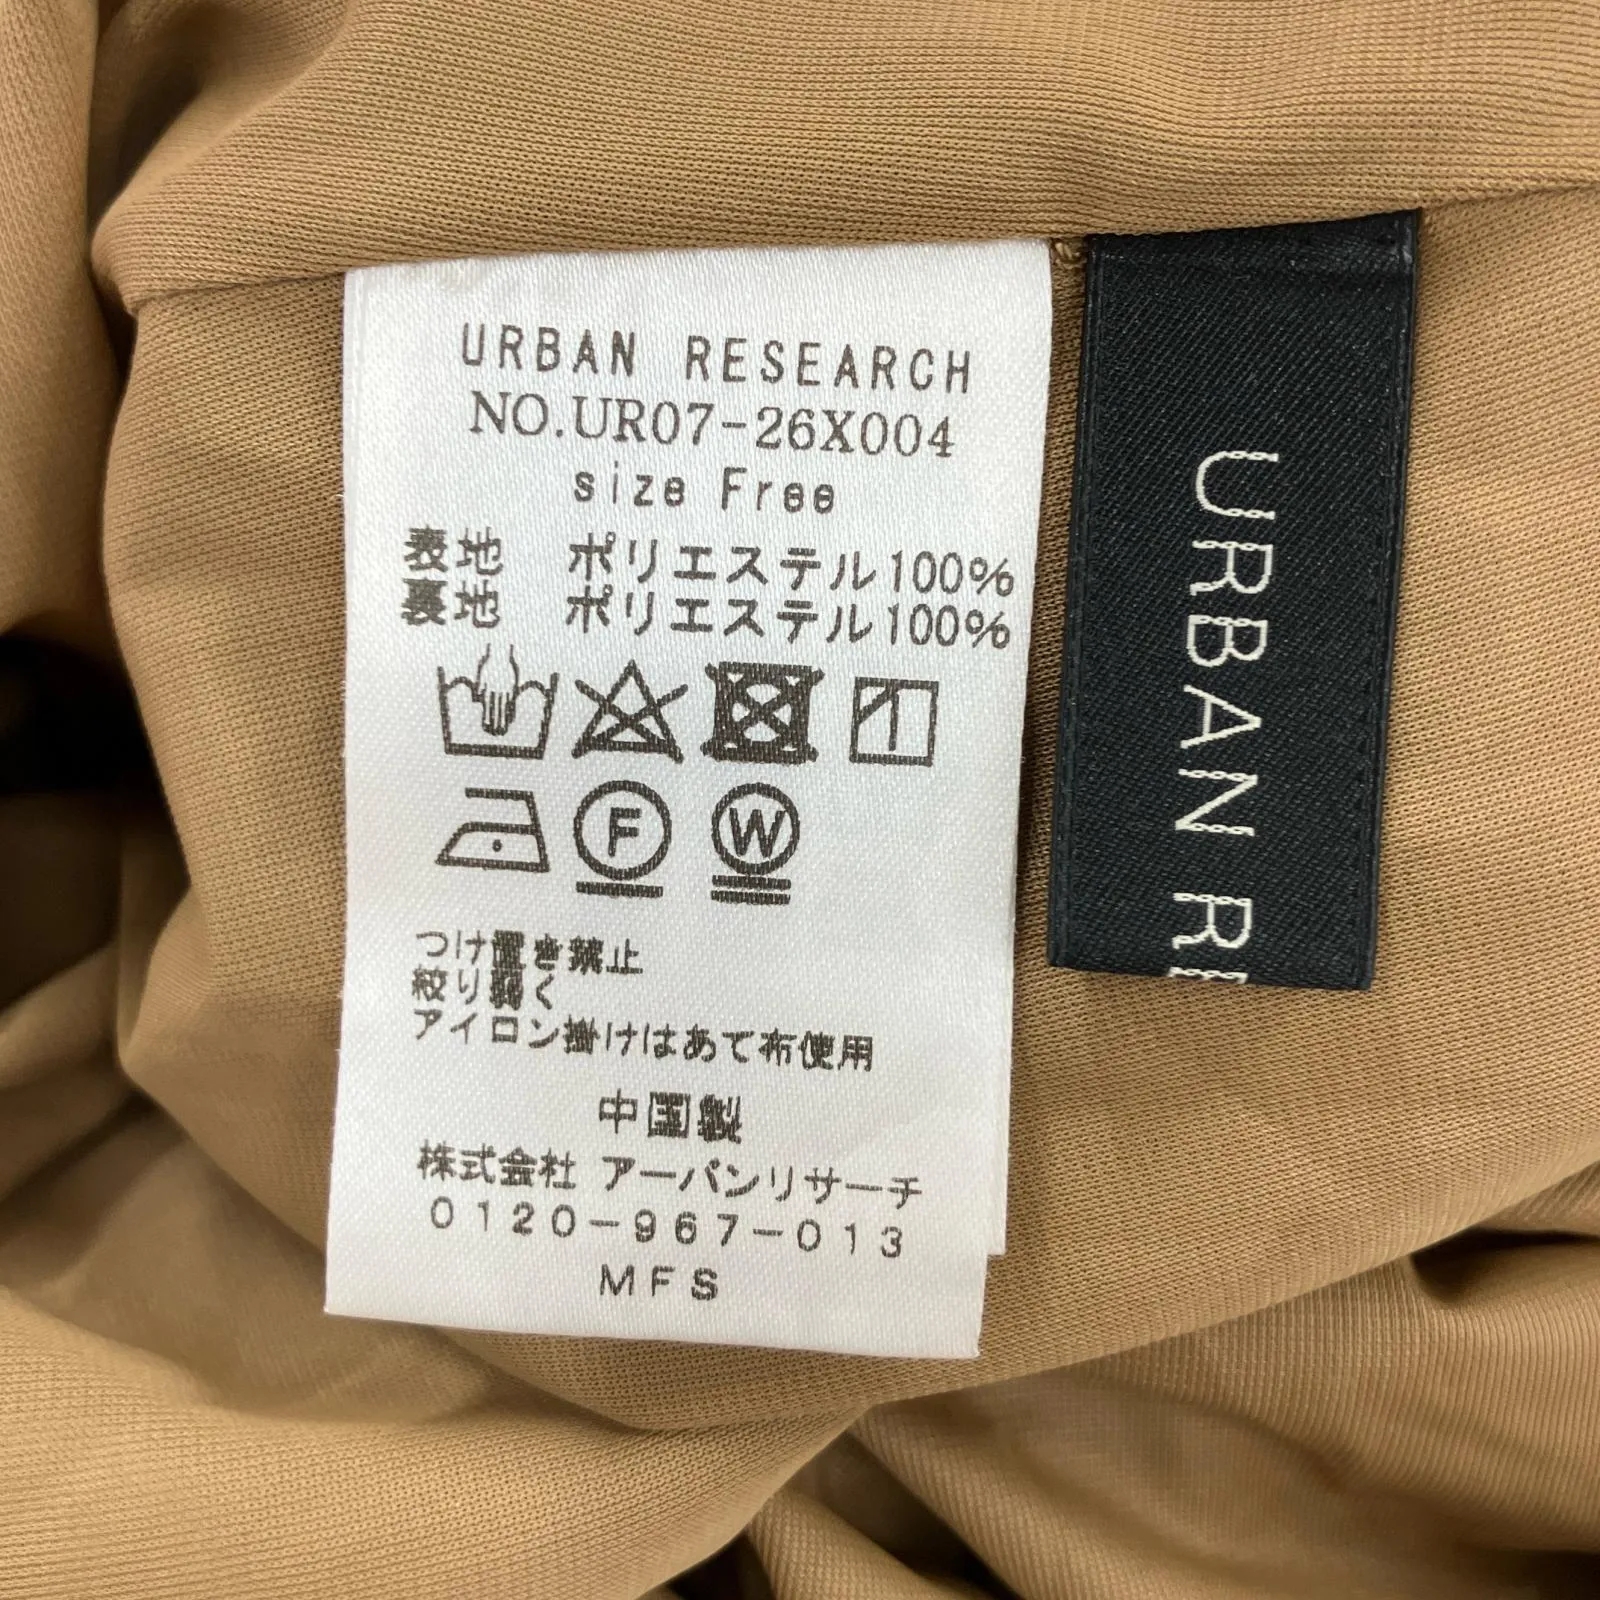 URBAN RESEARCH
NO.UR07-26X004
size Free
表地 ポリエステル100%
裏地 ポリエステル100%
F
W
つけ置き禁止
絞り弱く
アイロン掛けはあて布使用
中国製
株式会社 アーバンリサーチ
0120-967-013
MFS
URBAN R